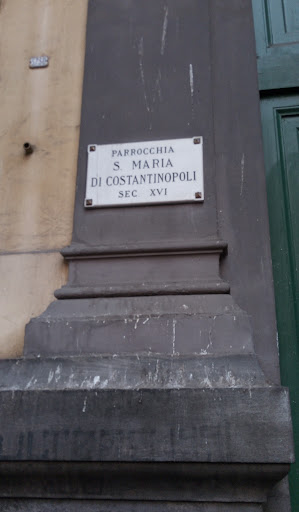 PARROCCHIA
S. MARIA
DI COSTANTINOPOLI
SEC XVI